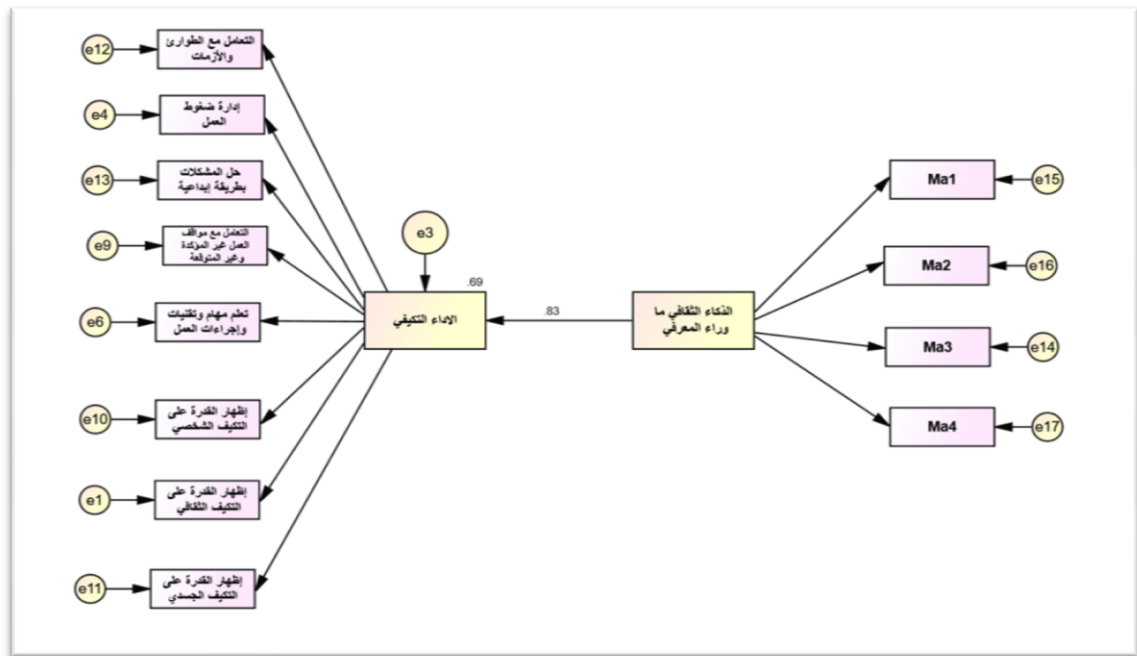 e12
التعامل مع الطوارئ
والأزمات
e4
إدارة ضغوط
العمل
e13
حل المشكلات
بطريقة إبداعية
e9
التعامل مع مواقف
العمل غير المؤكدة
وغير المتوقعة
e6
تعلم مهام وتقنيات
وإجراءات العمل
e10
إظهار القدرة على
التكيف الشخصي
e1
إظهار القدرة على
التكيف الثقافي
e11
إظهار القدرة على
التكيف الجسدي
e3
.69
الاداء التكيفي
.83
الذكاء الثقافي ما
وراء المعرفي
Ma1
e15
Ma2
e16
Ma3
e14
Ma4
e17